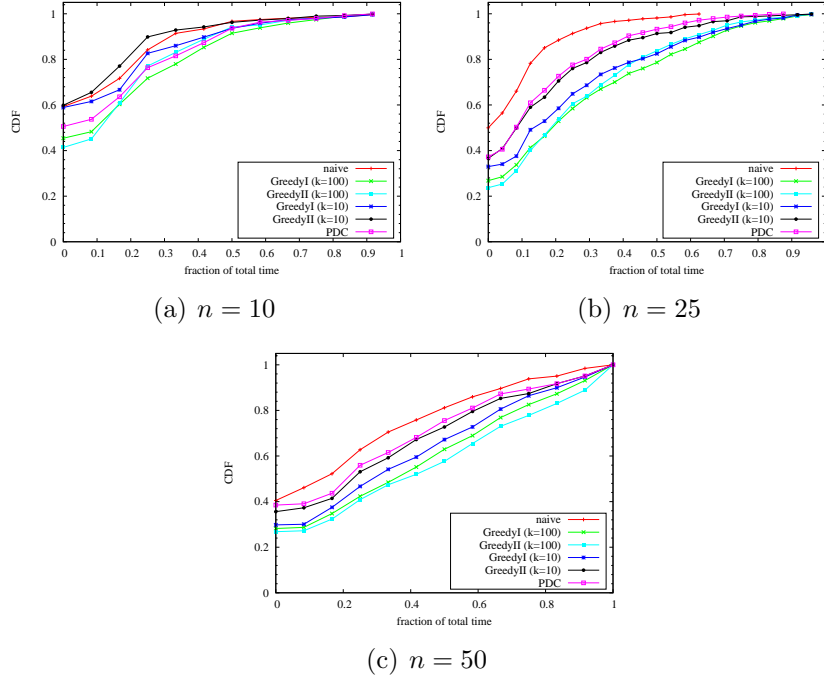 1
0.8
0.6
0.4
0.2
0
CDF
0 0.1 0.2 0.3 0.4 0.5 0.6 0.7 0.8 0.9 1
fraction of total time
naive
GreedyI (k=100)
GreedyII (k=100)
GreedyI (k=10)
GreedyII (k=10)
PDC
(a) n = 10
1
0.8
0.6
0.4
0.2
0
CDF
0 0.1 0.2 0.3 0.4 0.5 0.6 0.7 0.8 0.9
fraction of total time
naive
GreedyI (k=100)
GreedyII (k=100)
GreedyI (k=10)
GreedyII (k=10)
PDC
(b) n = 25
1
0.8
0.6
0.4
0.2
0
CDF
0 0.2 0.4 0.6 0.8 1
fraction of total time
naive
GreedyI (k=100)
GreedyII (k=100)
GreedyI (k=10)
GreedyII (k=10)
PDC
(c) n = 50